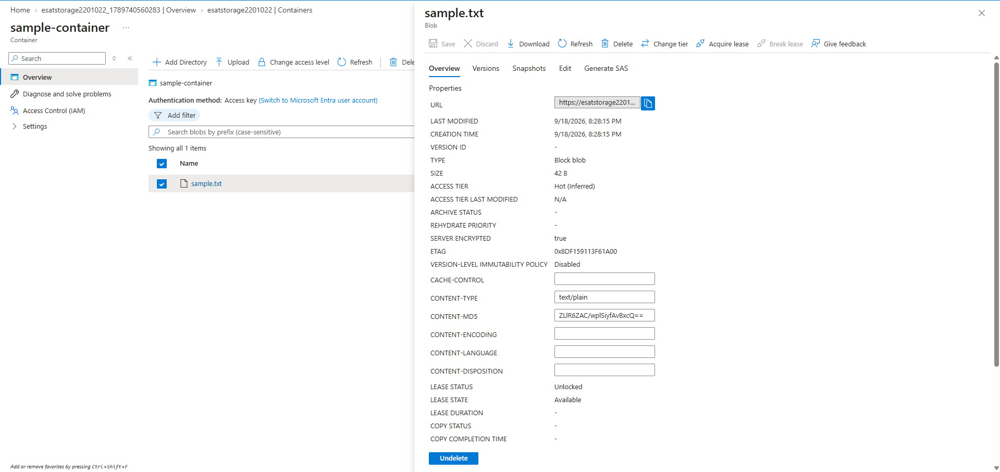 Home > esatstorage2201022_1789740560283 | Overview > esatstorage2201022 | Containers
sample-container ...
Container
Search
Overview
Diagnose and solve problems
Access Control (IAM)
Settings
Add or remove favorites by pressing Ctrl+Shift+F
Add Directory Upload Change access level Refresh Dele
sample-container
Authentication method: Access key (Switch to Microsoft Entra user account)
Add filter
Search blobs by prefix (case-sensitive)
Showing all 1 items
Name
sample.txt
sample.txt
Blob
Save Discard Download Refresh Delete Change tier Acquire lease Break lease Give feedback
Overview Versions Snapshots Edit Generate SAS
Properties
URL https://esatstorage2201...
LAST MODIFIED 9/18/2026, 8:28:15 PM
CREATION TIME 9/18/2026, 8:28:15 PM
VERSION ID -
TYPE Block blob
SIZE 42 B
ACCESS TIER Hot (Inferred)
ACCESS TIER LAST MODIFIED N/A
ARCHIVE STATUS -
REHYDRATE PRIORITY -
SERVER ENCRYPTED true
ETAG 0x8DF159113F61A00
VERSION-LEVEL IMMUTABILITY POLICY Disabled
CACHE-CONTROL
CONTENT-TYPE text/plain
CONTENT-MD5 ZLlR6ZAC/wplSiyfAvBxcQ==
CONTENT-ENCODING
CONTENT-LANGUAGE
CONTENT-DISPOSITION
LEASE STATUS Unlocked
LEASE STATE Available
LEASE DURATION -
COPY STATUS -
COPY COMPLETION TIME -
Undelete